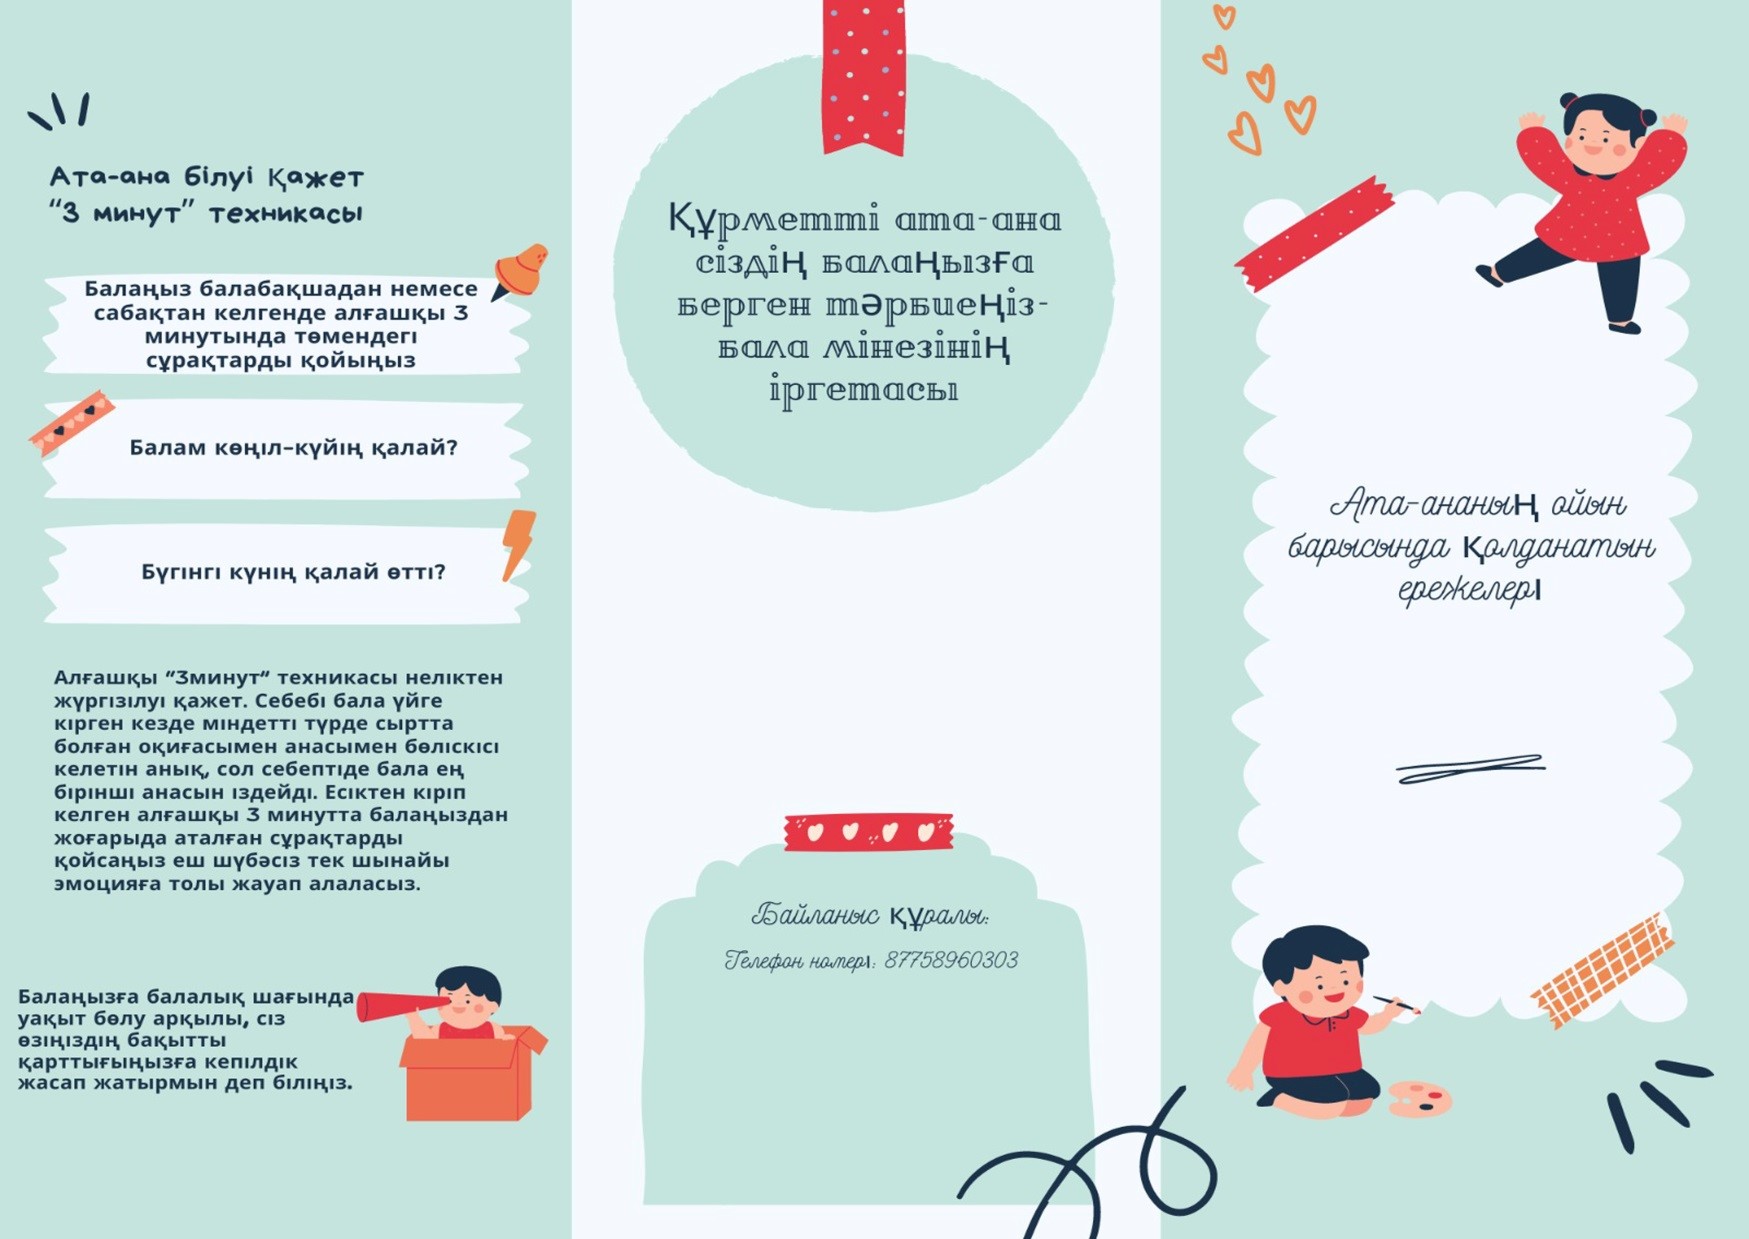 Ата-ана білуі Қажет
“3 минут” техникасы
Балаңыз балабақшадан немесе
сабақтан келгенде алғашқы 3
минутында төмендегі
сұрақтарды қойыңыз
Балам көңіл-күйің қалай?
Бүгінгі күнің қалай өтті?
Алғашқы “3минут” техникасы неліктен
жүргізілуі қажет. Себебі бала үйге
кірген кезде міндетті түрде сыртта
болған оқиғасымен анасымен бөліскісі
келетін анық, сол себептіде бала ең
бірінші анасын іздейді. Есіктен кіріп
келген алғашқы 3 минутта балаңыздан
жоғарыда аталған сұрақтарды
қойсаңыз еш шүбәсіз тек шынайы
эмоцияға толы жауап алаласыз.
Балаңызға балалық шағында
уақыт бөлу арқылы, сіз
өзіңіздің бақытты
қарттығыңызға кепілдік
жасап жатырмын деп біліңіз.
Құрметті ата-ана
сіздің балаңызға
берген тәрбиеңіз-
бала мінезінің
іргетасы
Байланыс құралы:
Телефон номері: 87758960303
Ата-ананың ойын
барысында Қолданатын
ережелері